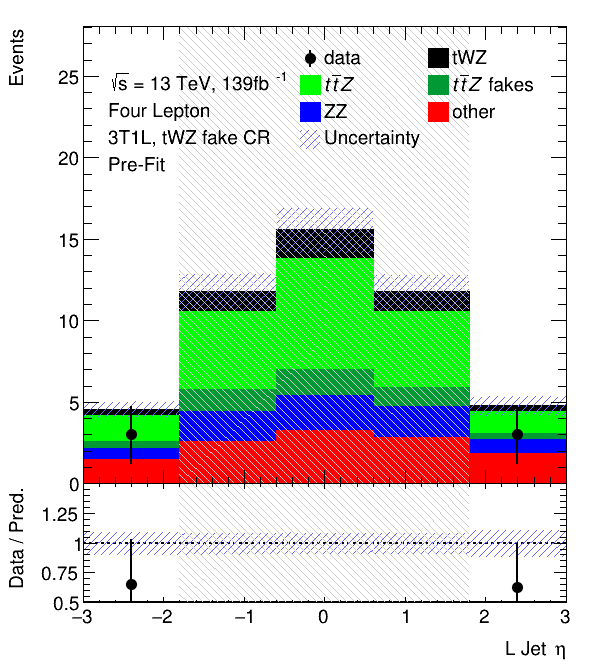 Events
25
20
15
10
5
0
√s = 13 TeV, 139fb⁻¹
Four Lepton
3T1L, tWZ fake CR
Pre-Fit
data
tWZ
tt̄Z
tt̄Z fakes
ZZ
other
Uncertainty
Data / Pred.
1.25
1
0.75
0.5
−3 −2 −1 0 1 2 3
L Jet η